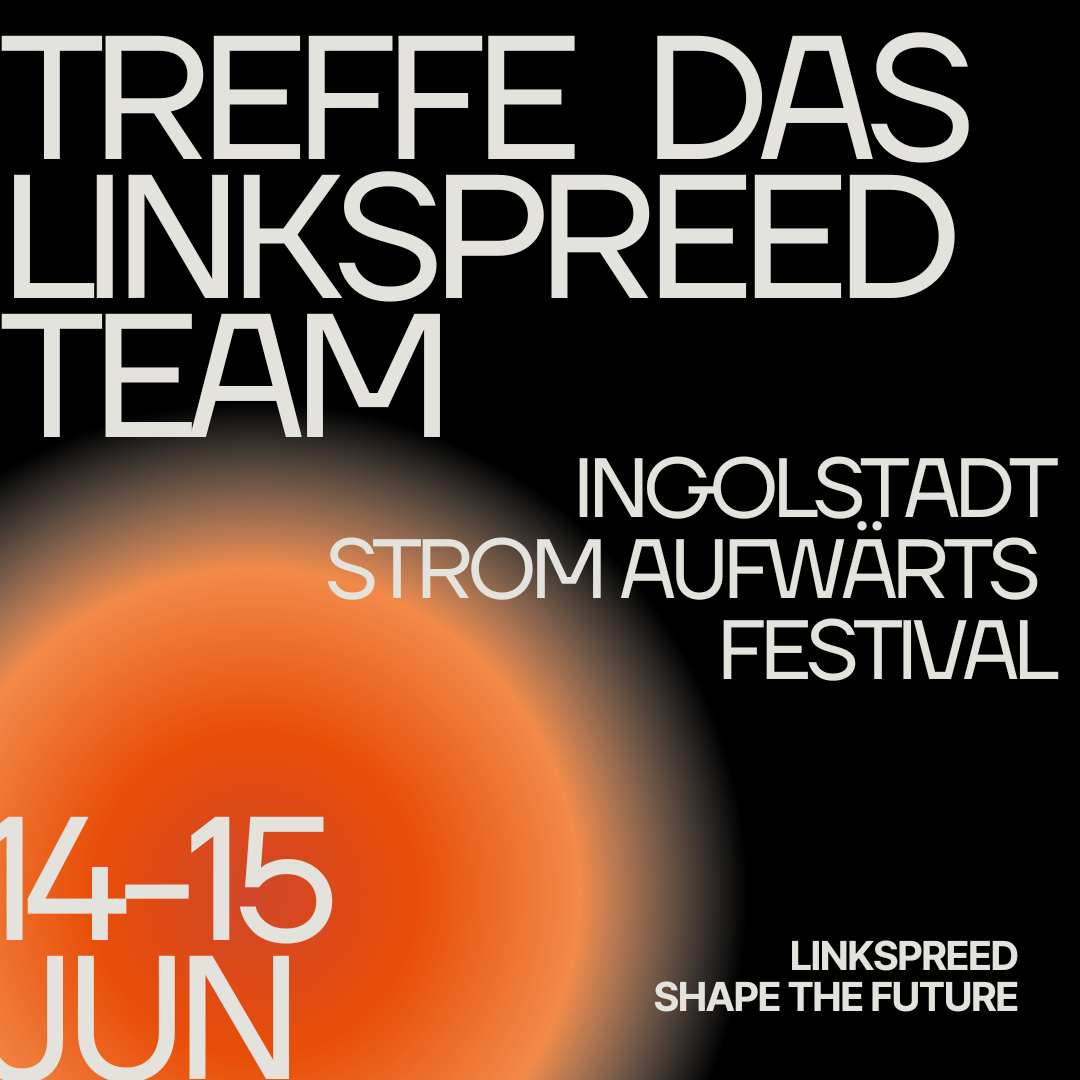 TREFFE DAS
LINKSPREED
TEAM
INGOLSTADT
STROM AUFWÄRTS
FESTIVAL
14–15
JUN
LINKSPREED
SHAPE THE FUTURE